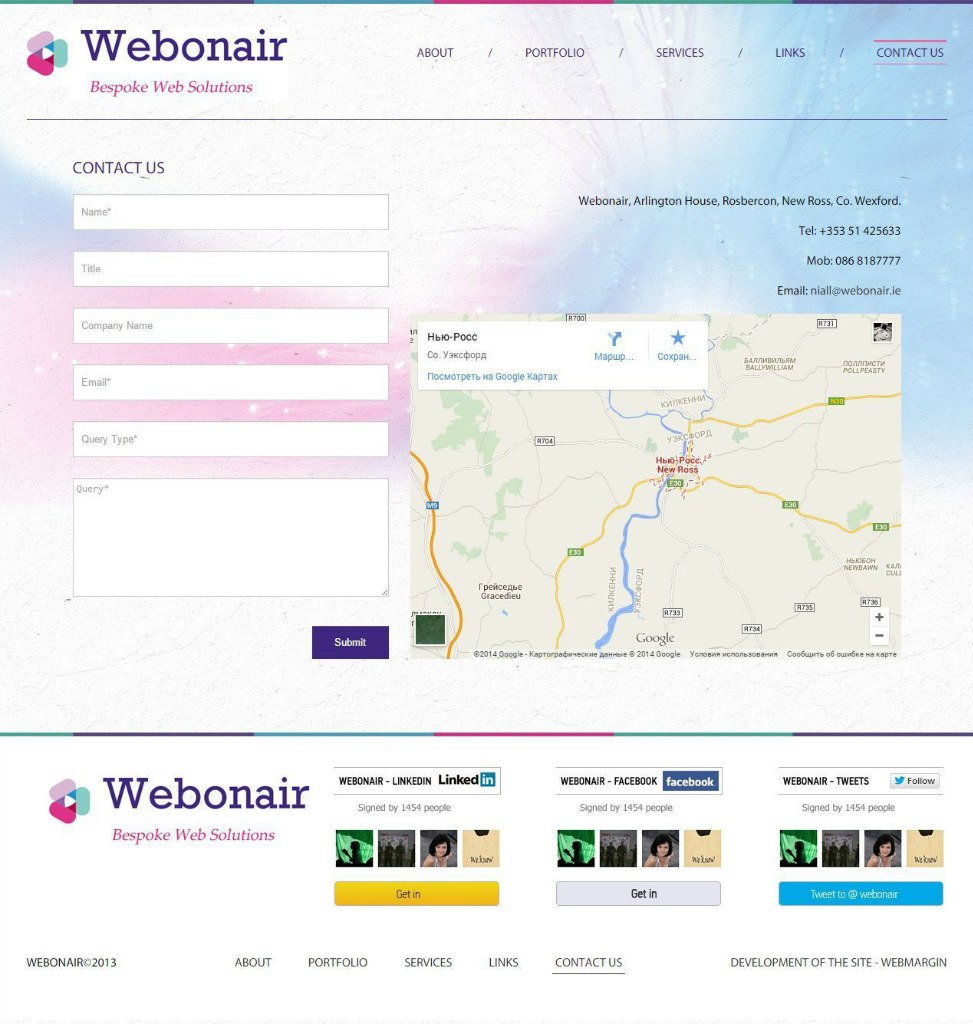 Webonair
Bespoke Web Solutions
ABOUT / PORTFOLIO / SERVICES / LINKS / CONTACT US
CONTACT US
Name*
Title
Company Name
Email*
Query Type*
Query*
Submit
Webonair, Arlington House, Rosbercon, New Ross, Co. Wexford.
Tel: +353 51 425633
Mob: 086 8187777
Email: niall@webonair.ie
Нью-Росс
Со. Уэксфорд
Посмотреть на Google Картах
Маршр...
Сохран...
R700
R731
БАЛЛИВИЛЬЯМ
BALLYWILLIAM
ПОЛЛПИСТИ
POLLPEASTY
КИЛКЕННИ
N30
УЭКСФОРД
R704
Нью-Росс
New Ross
E30
M9
E30
E30
E30
НЬЮБОН
NEWBAWN
Грейседье
Gracedieu
КИЛКЕННИ
УЭКСФОРД
R733
R735
R736
R734
+
−
Google
©2014 Google - Картографические данные © 2014 Google Условия использования Сообщить об ошибке на карте
Webonair
Bespoke Web Solutions
WEBONAIR - LINKEDIN Linked in
Signed by 1454 people
Get in
WEBONAIR - FACEBOOK facebook
Signed by 1454 people
Get in
WEBONAIR - TWEETS Follow
Signed by 1454 people
Tweet to @ webonair
WEBONAIR©2013
ABOUT PORTFOLIO SERVICES LINKS CONTACT US
DEVELOPMENT OF THE SITE - WEBMARGIN